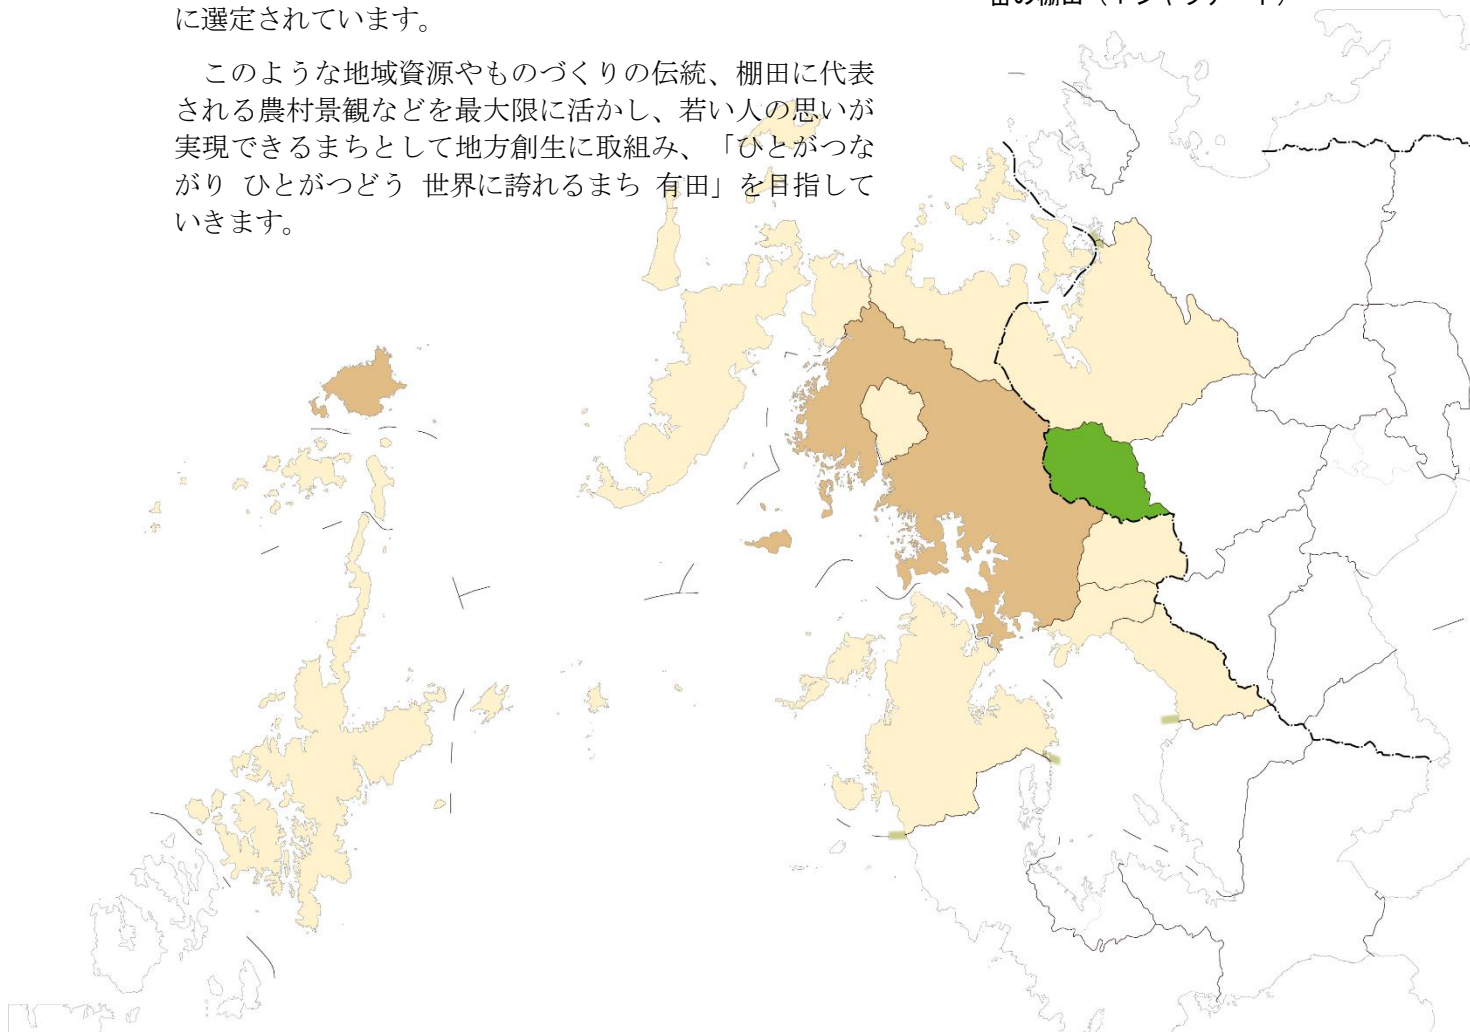 に選定されています。
このような地域資源やものづくりの伝統、棚田に代表
される農村景観などを最大限に活かし、若い人の思いが
実現できるまちとして地方創生に取組み、「ひとがつな
がり ひとがつどう 世界に誇れるまち 有田」を目指して
いきます。